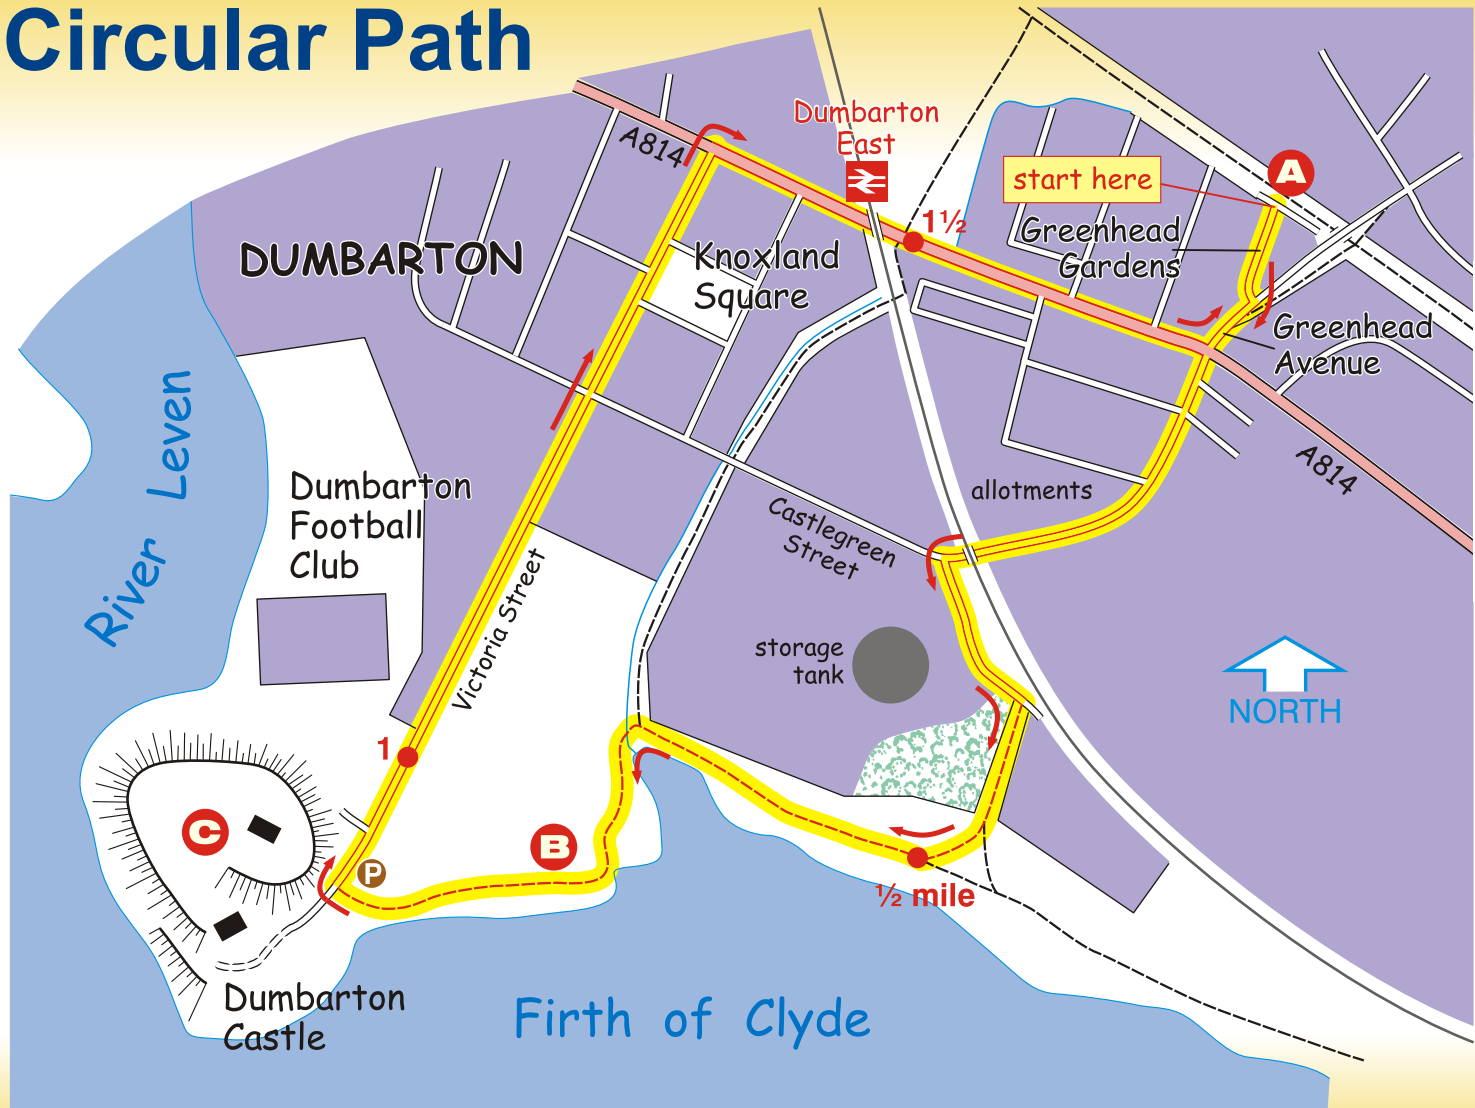 Circular Path
A814
Dumbarton
East
start here
A
1½
Greenhead
Gardens
DUMBARTON
Knoxland
Square
Greenhead
Avenue
River Leven
A814
Dumbarton
Football
Club
allotments
Castlegreen
Street
Victoria Street
storage
tank
NORTH
1
C
B
P
½ mile
Dumbarton
Castle
Firth of Clyde